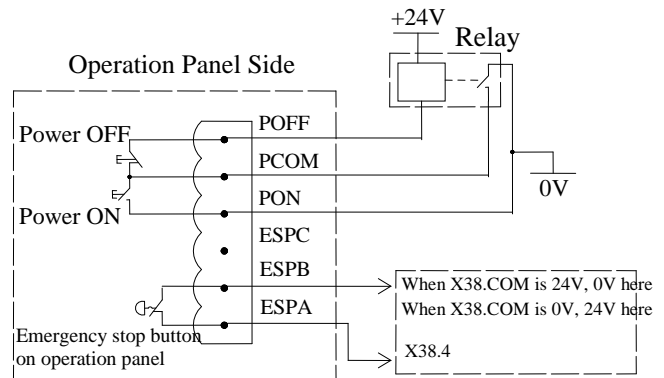 +24V
Relay
Operation Panel Side
Power OFF
POFF
PCOM
Power ON
PON
0V
ESPC
ESPB
When X38.COM is 24V, 0V here
When X38.COM is 0V, 24V here
ESPA
Emergency stop button
on operation panel
X38.4